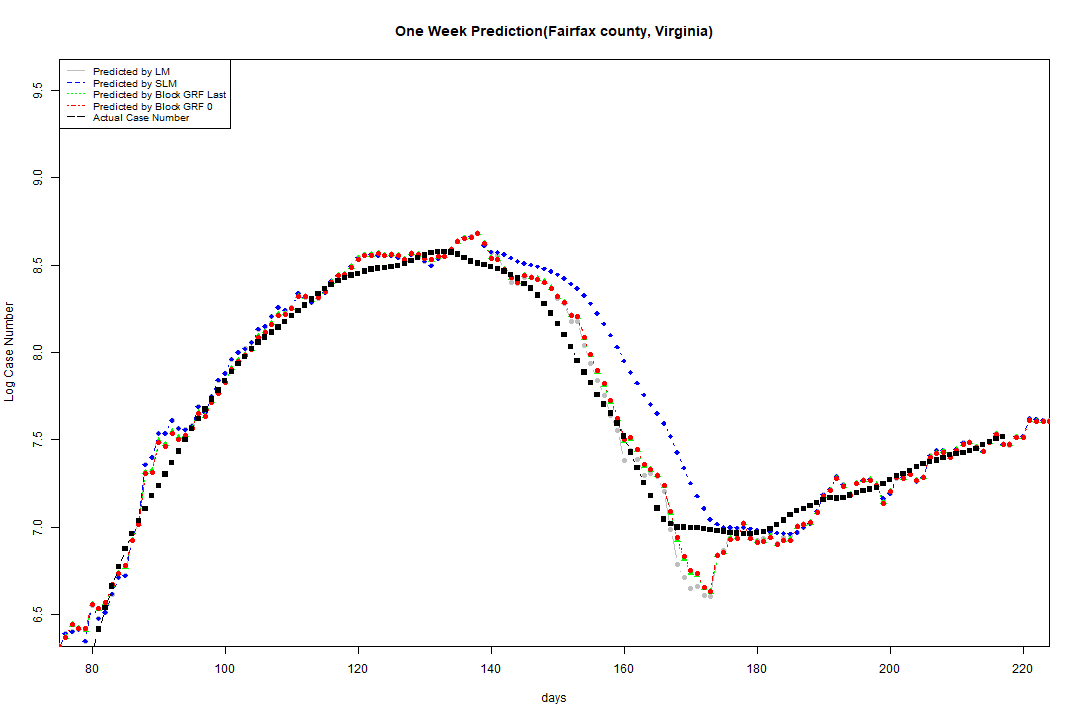 One Week Prediction(Fairfax county, Virginia)
Predicted by LM
Predicted by SLM
Predicted by Block GRF Last
Predicted by Block GRF 0
Actual Case Number
Log Case Number
9.5
9.0
8.5
8.0
7.5
7.0
6.5
80 100 120 140 160 180 200 220
days